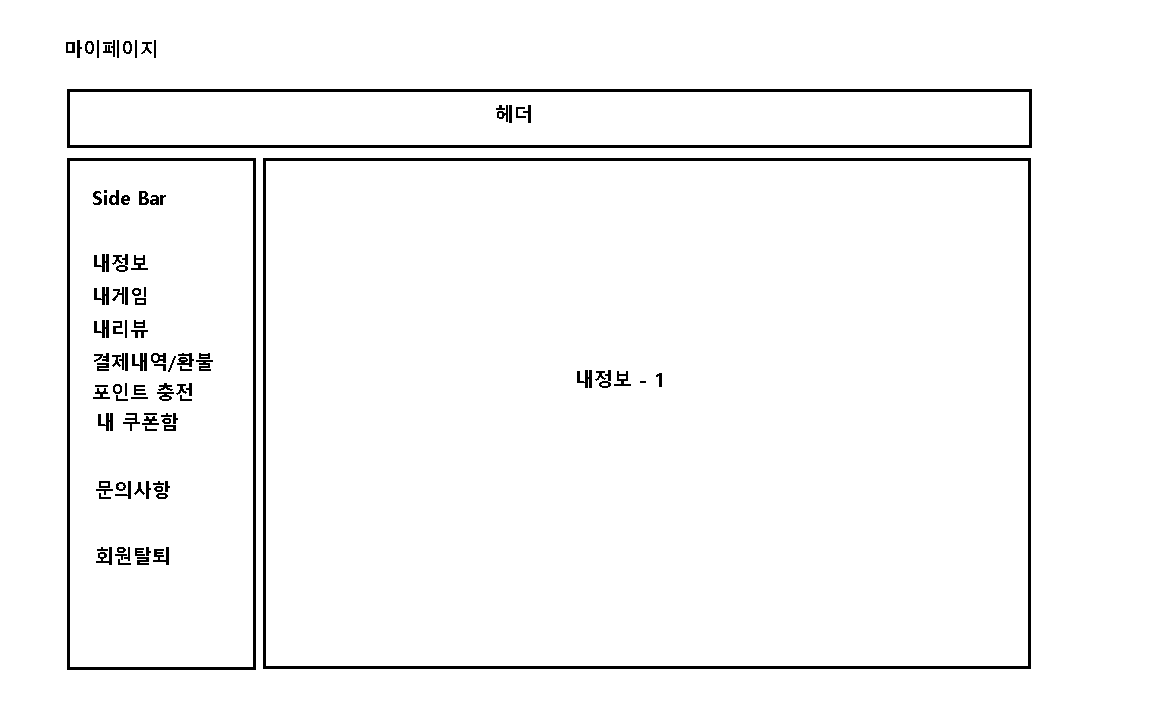 마이페이지
헤더
Side Bar
내정보
내게임
내리뷰
결제내역/환불
포인트 충전
내 쿠폰함
문의사항
회원탈퇴
내정보 - 1